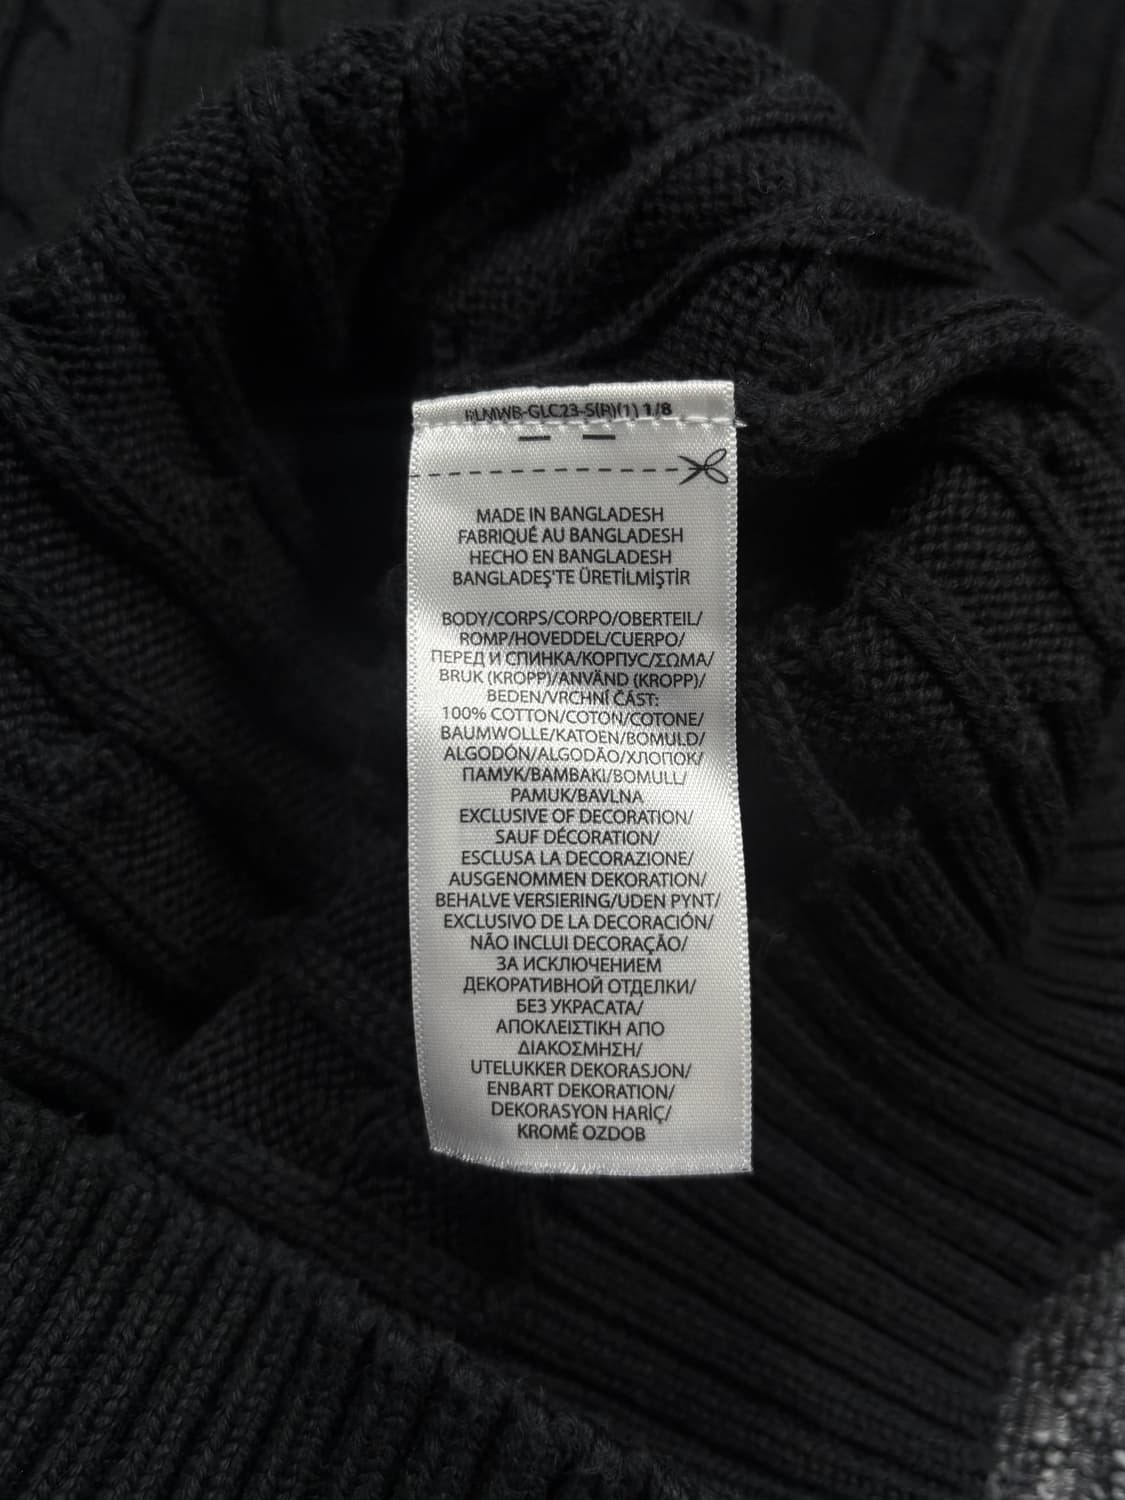 RLMWB-GLC23-S(R)(1) 1/8
MADE IN BANGLADESH
FABRIQUÉ AU BANGLADESH
HECHO EN BANGLADESH
BANGLADEŞ'TE ÜRETİLMİŞTİR
BODY/CORPS/CORPO/OBERTEIL/
ROMP/HOVEDDEL/CUERPO/
ПЕРЕД И СПИНКА/КОРПУС/ΣΩΜΑ/
BRUK (KROPP)/ANVÄND (KROPP)/
BEDEN/VRCHNÍ ČÁST:
100% COTTON/COTON/COTONE/
BAUMWOLLE/KATOEN/BOMULD/
ALGODÓN/ALGODÃO/ХЛОПОК/
ПАМУК/ΒΑΜΒΑΚΙ/BOMULL/
PAMUK/BAVLNA
EXCLUSIVE OF DECORATION/
SAUF DÉCORATION/
ESCLUSA LA DECORAZIONE/
AUSGENOMMEN DEKORATION/
BEHALVE VERSIERING/UDEN PYNT/
EXCLUSIVO DE LA DECORACIÓN/
NÃO INCLUI DECORAÇÃO/
ЗА ИСКЛЮЧЕНИЕМ
ДЕКОРАТИВНОЙ ОТДЕЛКИ/
БЕЗ УКРАСАТА/
ΑΠΟΚΛΕΙΣΤΙΚΗ ΑΠΟ
ΔΙΑΚΟΣΜΗΣΗ/
UTELUKKER DEKORASJON/
ENBART DEKORATION/
DEKORASYON HARİÇ/
KROMĚ OZDOB